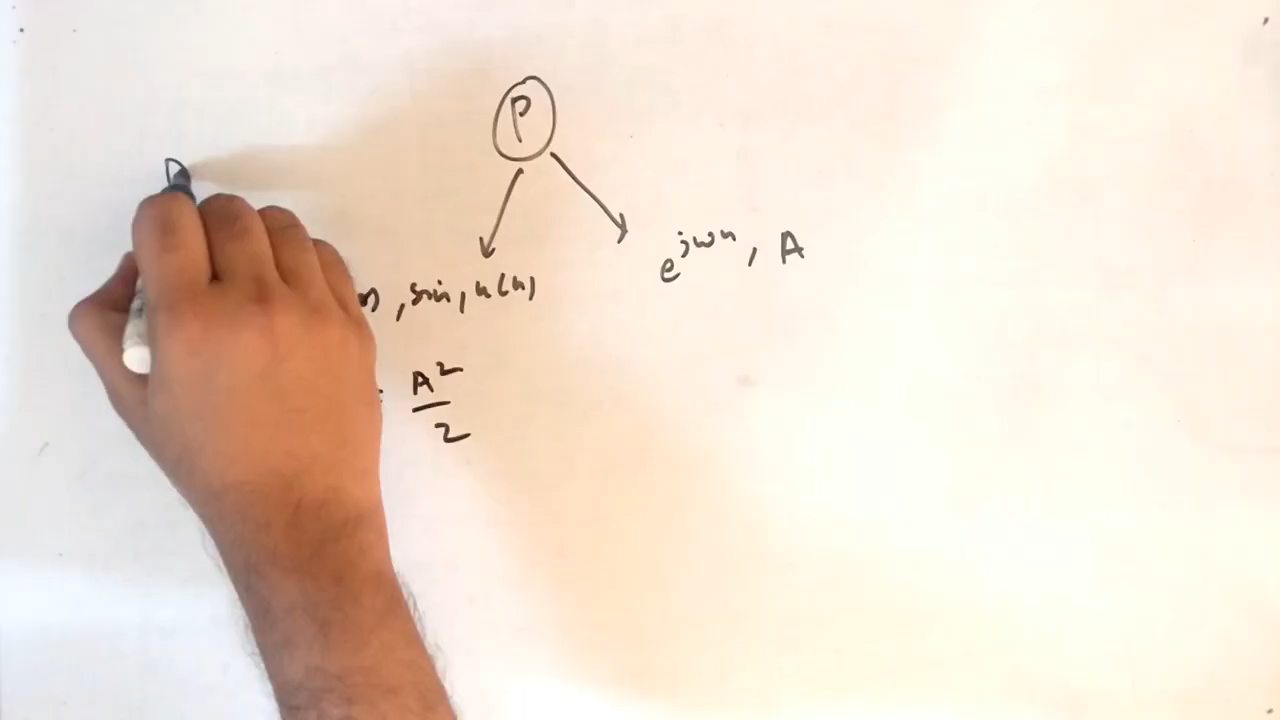 P
, sin, u(n)
e^{jωn}, A
A²/2